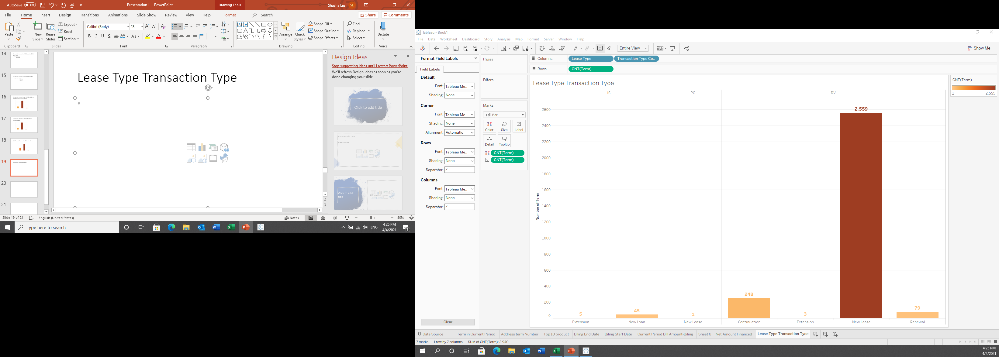 AutoSave Off
Presentation1 - PowerPoint
Drawing Tools
Shasha Liu SL
File Home Insert Design Transitions Animations Slide Show Review View Help Format Search
Share Comments
Paste
New Slide
Reuse Slides
Layout
Reset
Section
Calibri (Body) 28
B I U S ab AV Aa A
Arrange
Quick Styles
Shape Fill
Shape Outline
Shape Effects
Find
Replace
Select
Dictate
Clipboard Slides Font Paragraph Drawing Editing Voice
14
15
16
17
18
19
20
21
Lease Type Transaction Type
Design Ideas
Stop suggesting ideas until I restart PowerPoint.
We'll refresh Design Ideas as soon as you're
done changing your slide
Click to add title
Click to add title
Click to add
title
Slide 19 of 21 English (United States) Notes 80%
Type here to search
ENG
4:25 PM
4/4/2021
1
Tableau - Book1
File Data Worksheet Dashboard Story Analysis Map Format Server Window Help
Entire View
Show Me
Format Field Labels
Field Labels
Default
Font: Tableau Me..
Shading: None
Corner
Font: Tableau Me..
Shading: None
Alignment: Automatic
Rows
Font: Tableau Me..
Shading: None
Separator: /
Columns
Font: Tableau Me..
Shading: None
Separator: /
Clear
Pages
Filters
Marks
Bar
Color Size Label
Detail Tooltip
CNT(Term)
CNT(Term)
Columns Lease Type Transaction Type Co..
Rows CNT(Term)
Lease Type Transaction Tyoe
IS PO RV
Number of Term
2600
2400
2200
2000
1800
1600
1400
1200
1000
800
600
400
200
0
5 45 1 248 3 2,559 79
Extension New Loan New Lease Continuation Extension New Lease Renewal
CNT(Term)
1 2,559
Data Source Term in Current Period Address term Number Top 10 product Biling End Date Biling Start Date Current Period Bill Amount-Biling Sheet 6 Net Amount Financed Lease Type Transaction Tyoe
7 marks 1 row by 7 columns SUM of CNT(Term): 2,940
4:25 PM
4/4/2021